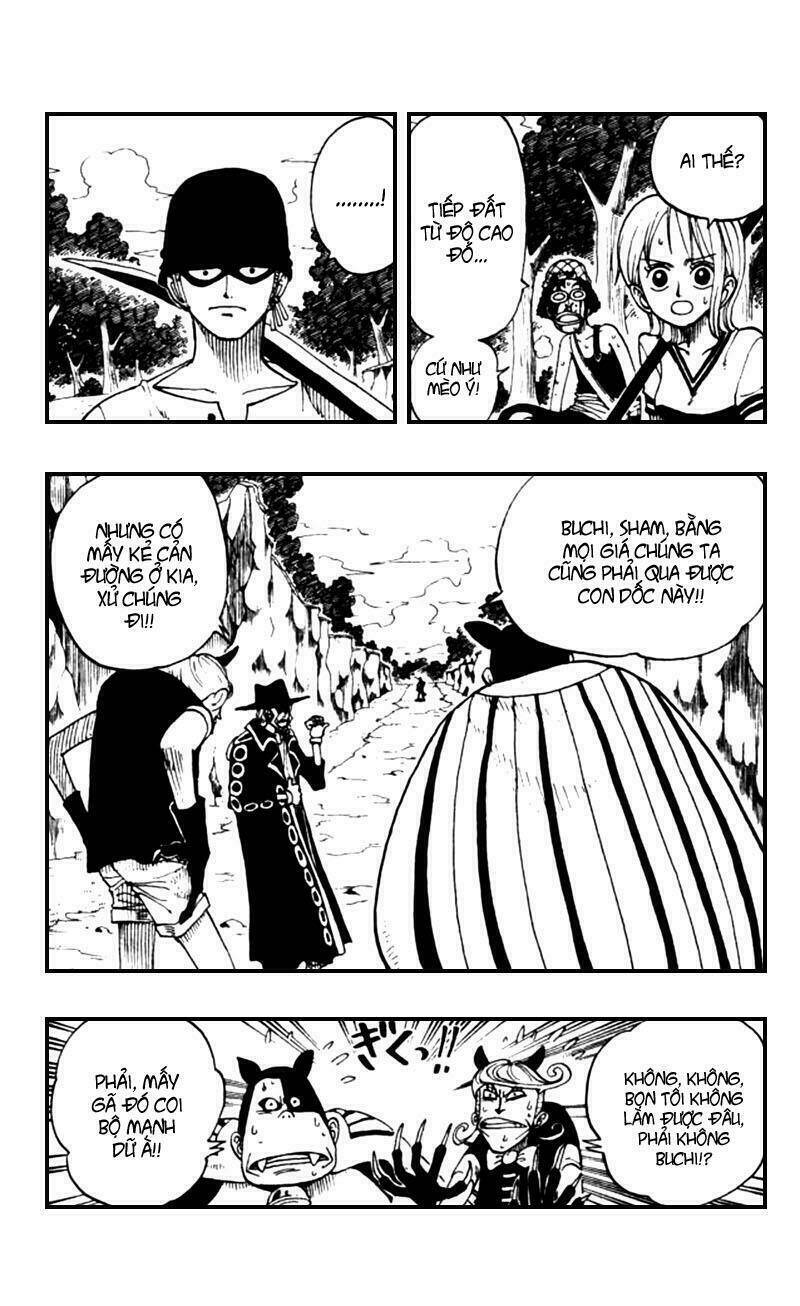 AI THẾ?
TIẾP ĐẤT
TỪ ĐỘ CAO
ĐÓ...
CỨ NHƯ
MÈO Ý!
.........!
BUCHI, SHAM, BẰNG
MỌI GIÁ CHÚNG TA
CŨNG PHẢI QUA ĐƯỢC
CON DỐC NÀY!!
NHƯNG CÓ
MẤY KẺ CẢN
ĐƯỜNG Ở KIA,
XỬ CHÚNG
ĐI!!
ぎくっ!!
KHÔNG, KHÔNG,
BỌN TÔI KHÔNG
LÀM ĐƯỢC ĐÂU,
PHẢI KHÔNG
BUCHI!?
PHẢI, MẤY
GÃ ĐÓ COI
BỘ MẠNH
DỮ À!!